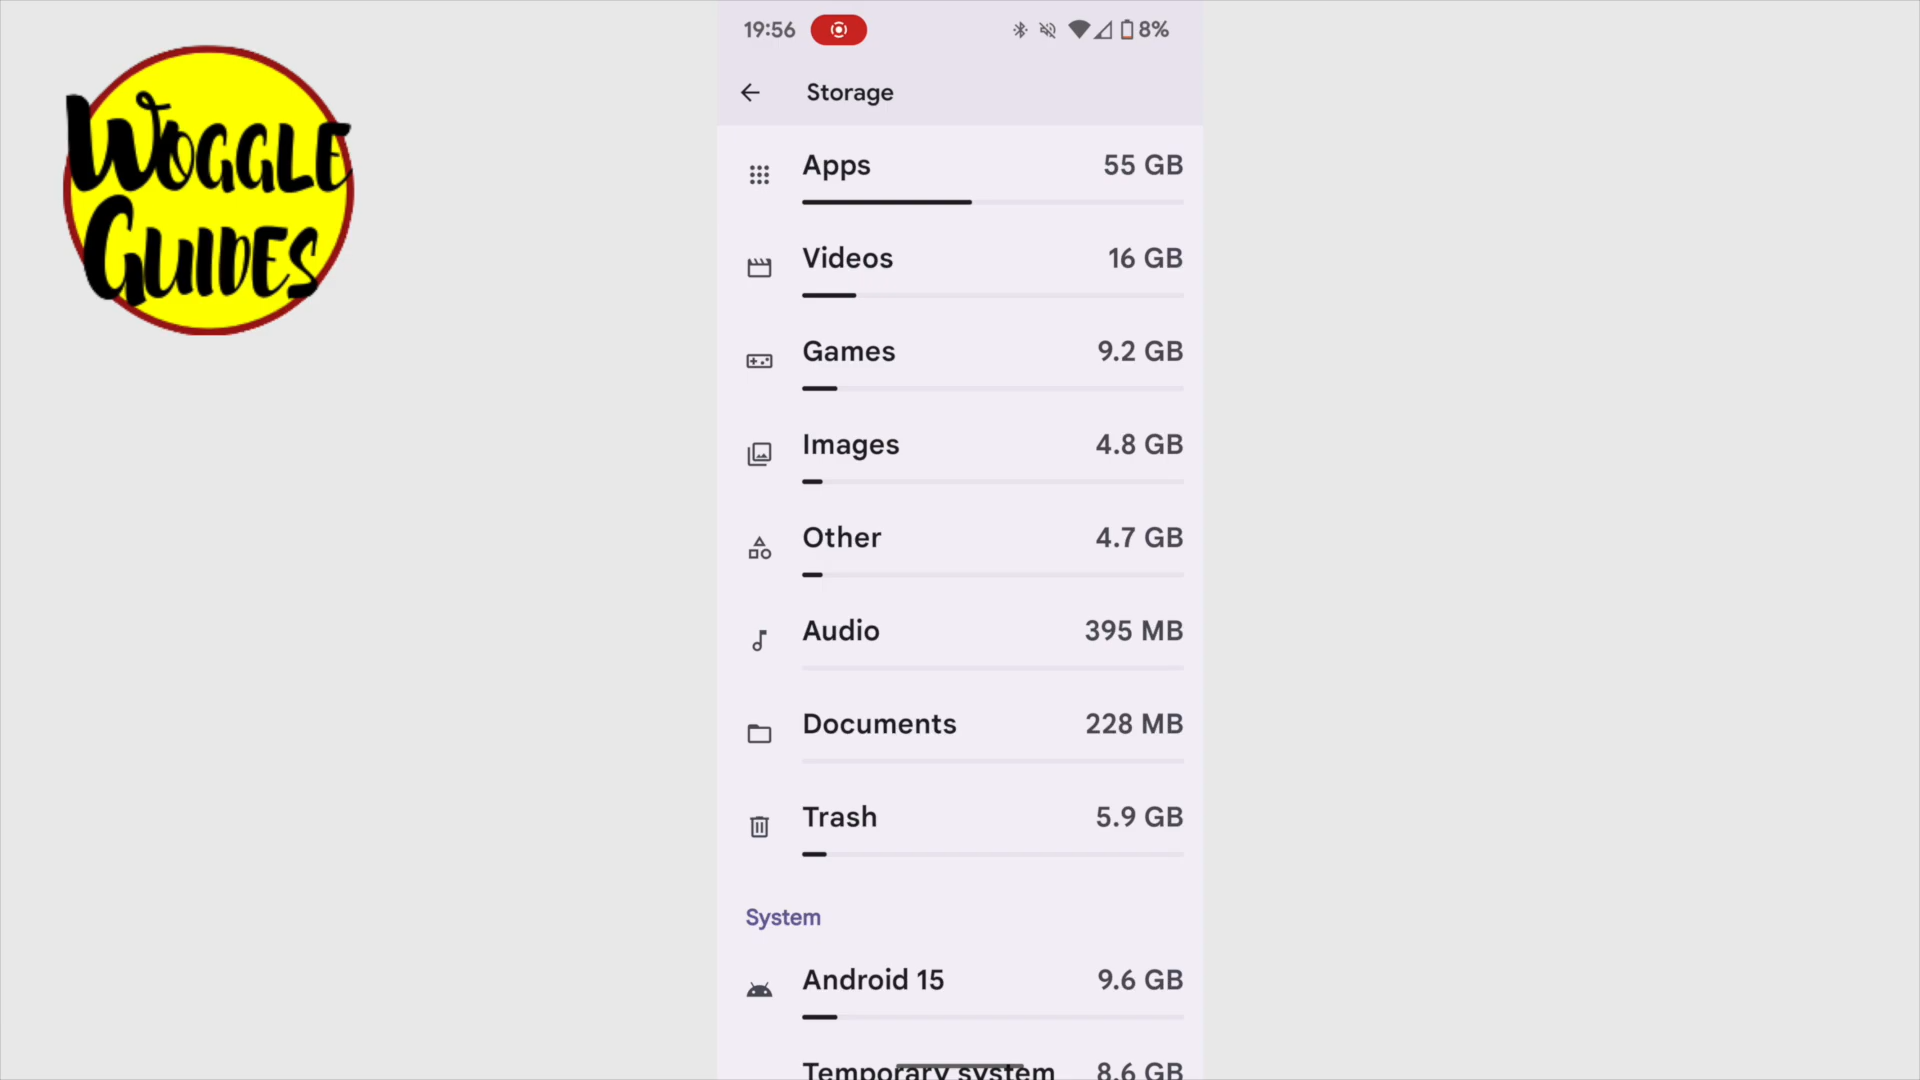 WOGGLE
GUIDES
19:56
8%
Storage
Apps 55 GB
Videos 16 GB
Games 9.2 GB
Images 4.8 GB
Other 4.7 GB
Audio 395 MB
Documents 228 MB
Trash 5.9 GB
System
Android 15 9.6 GB
Temporary system 8.6 GB